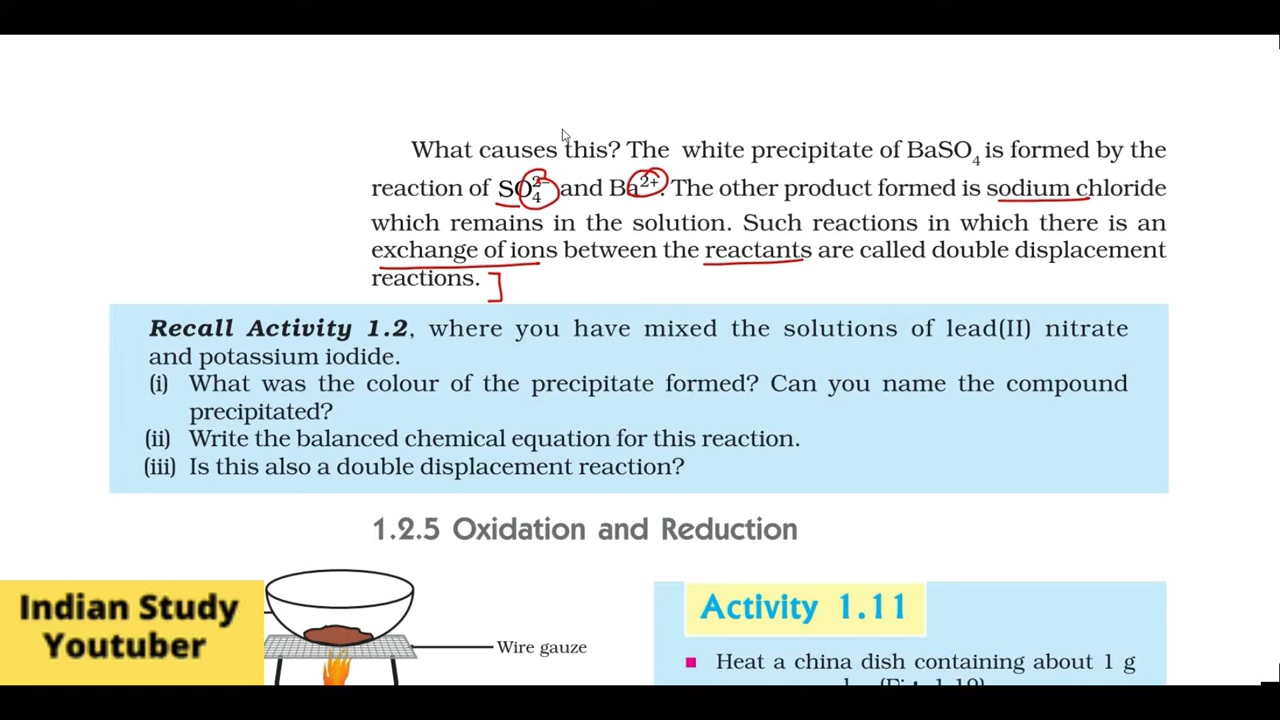 What causes this? The white precipitate of BaSO₄ is formed by the
reaction of SO₄²⁻ and Ba²⁺. The other product formed is sodium chloride
which remains in the solution. Such reactions in which there is an
exchange of ions between the reactants are called double displacement
reactions.
Recall Activity 1.2, where you have mixed the solutions of lead(II) nitrate
and potassium iodide.
(i) What was the colour of the precipitate formed? Can you name the compound
precipitated?
(ii) Write the balanced chemical equation for this reaction.
(iii) Is this also a double displacement reaction?
1.2.5 Oxidation and Reduction
Indian Study
Youtuber
Wire gauze
Activity 1.11
Heat a china dish containing about 1 g